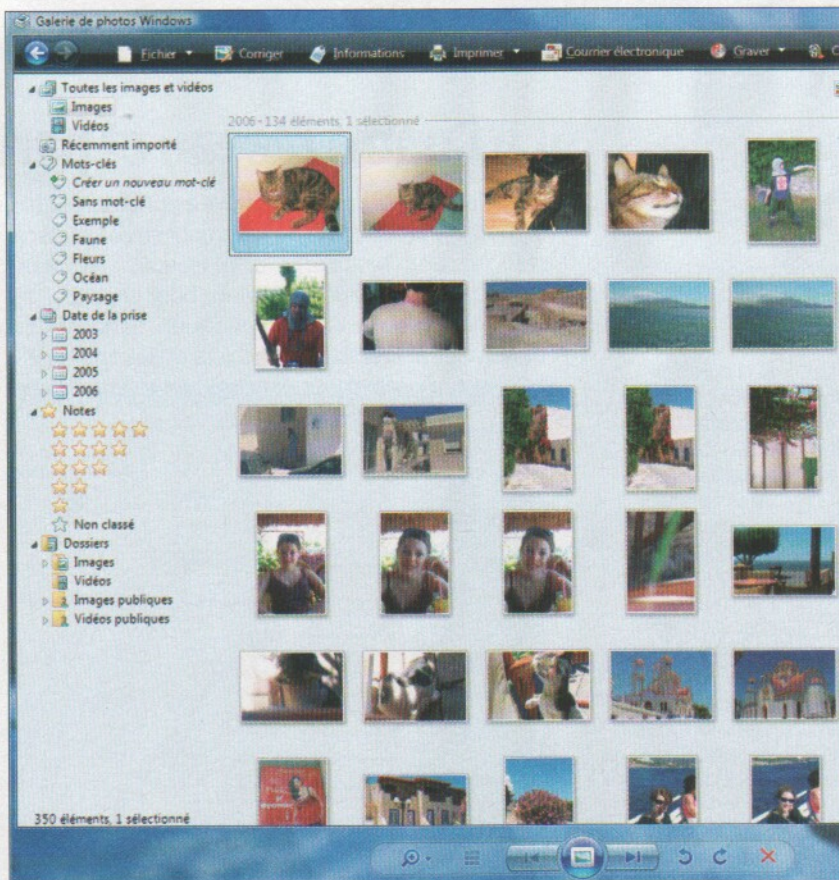 Galerie de photos Windows
Fichier Corriger Informations Imprimer Courrier électronique Graver
Toutes les images et vidéos
Images
Vidéos
Récemment importé
Mots-clés
Créer un nouveau mot-clé
Sans mot-clé
Exemple
Faune
Fleurs
Océan
Paysage
Date de la prise
2003
2004
2005
2006
Notes
Non classé
Dossiers
Images
Vidéos
Images publiques
Vidéos publiques
350 éléments, 1 sélectionné
2006 - 134 éléments, 1 sélectionné